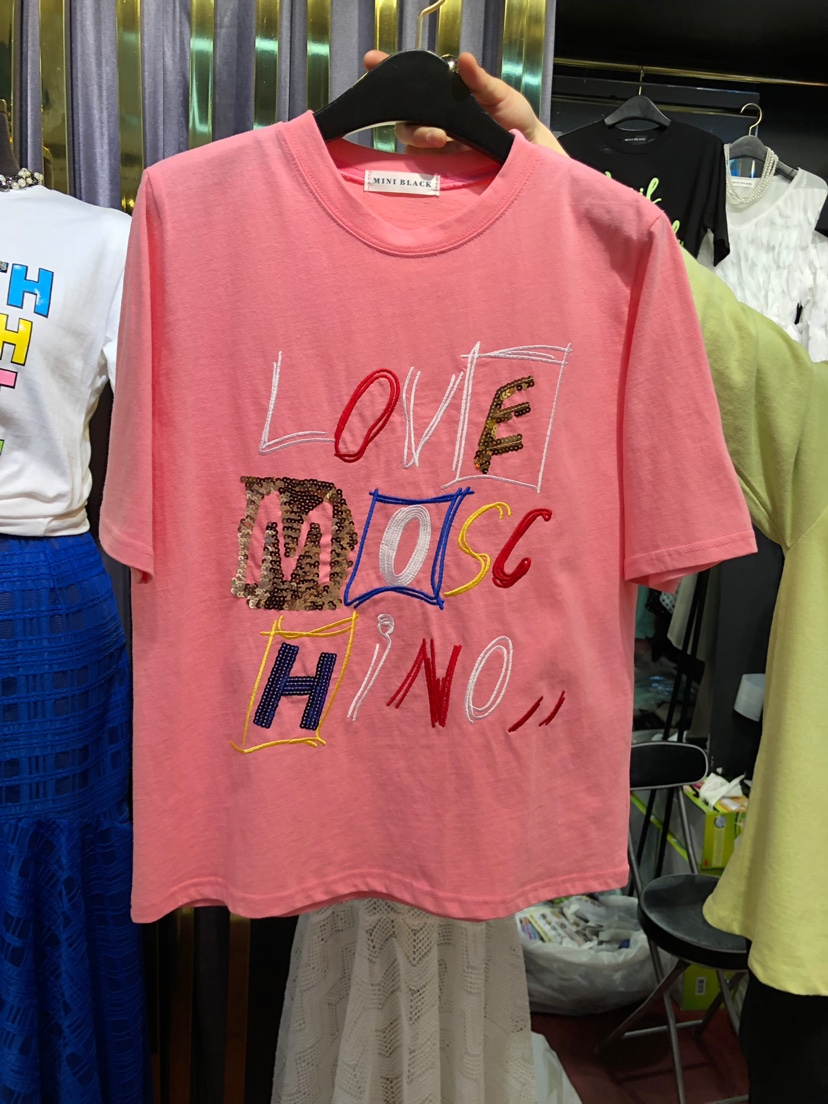 MINI BLACK
LOVE
MOSC
HiNO,,